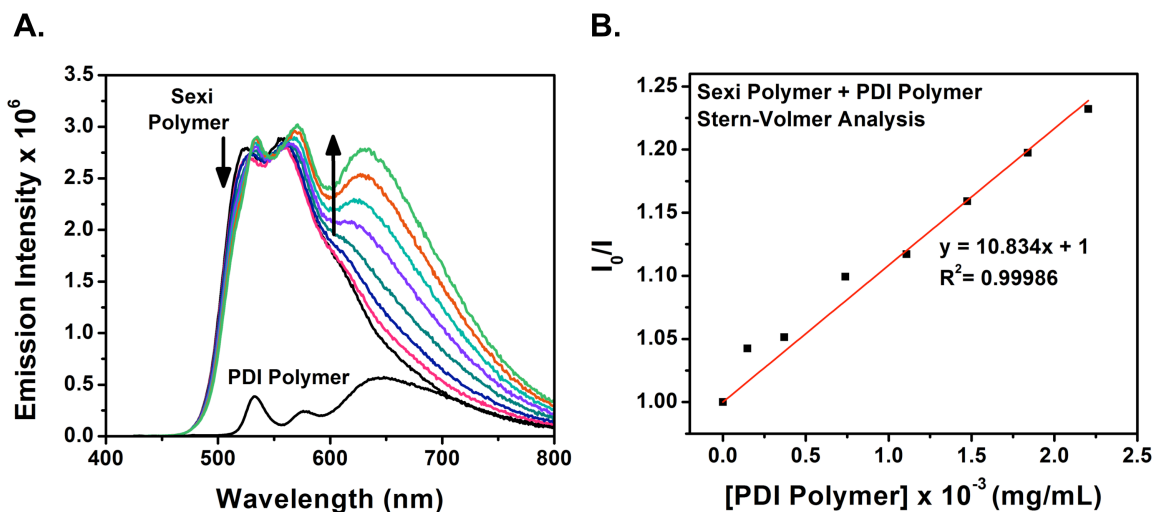 A.
Emission Intensity x 10⁶
3.5
3.0
2.5
2.0
1.5
1.0
0.5
0.0
Sexi
Polymer
PDI Polymer
400
500
600
700
800
Wavelength (nm)
B.
I₀/I
1.25
1.20
1.15
1.10
1.05
1.00
Sexi Polymer + PDI Polymer
Stern-Volmer Analysis
y = 10.834x + 1
R²= 0.99986
0.0
0.5
1.0
1.5
2.0
2.5
[PDI Polymer] x 10⁻³ (mg/mL)